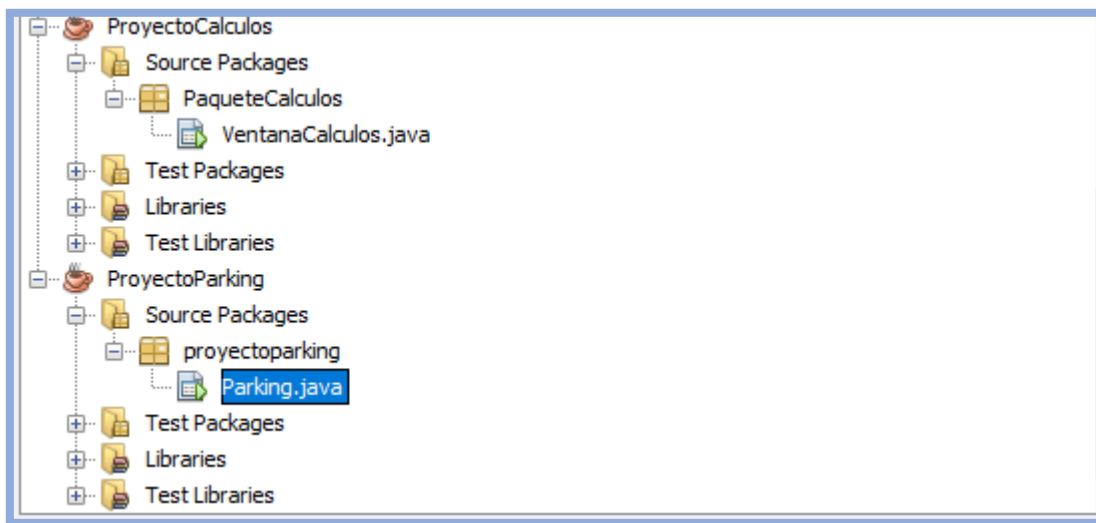 ProyectoCalculos
Source Packages
PaqueteCalculos
VentanaCalculos.java
Test Packages
Libraries
Test Libraries
ProyectoParking
Source Packages
proyectoparking
Parking.java
Test Packages
Libraries
Test Libraries